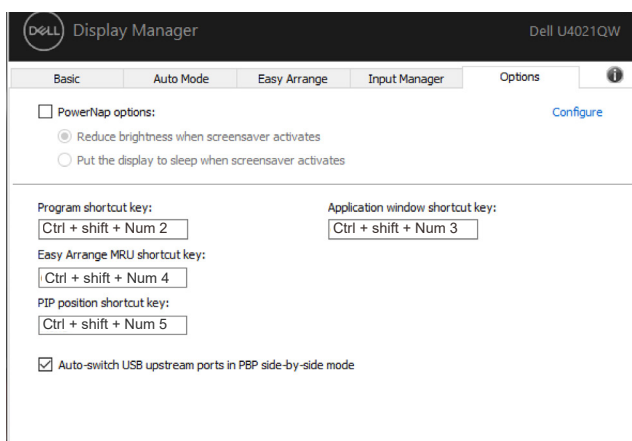 DELL Display Manager Dell U4021QW
Basic Auto Mode Easy Arrange Input Manager Options i
PowerNap options: Configure
Reduce brightness when screensaver activates
Put the display to sleep when screensaver activates
Program shortcut key: Application window shortcut key:
Ctrl + shift + Num 2 Ctrl + shift + Num 3
Easy Arrange MRU shortcut key:
Ctrl + shift + Num 4
PIP position shortcut key:
Ctrl + shift + Num 5
Auto-switch USB upstream ports in PBP side-by-side mode